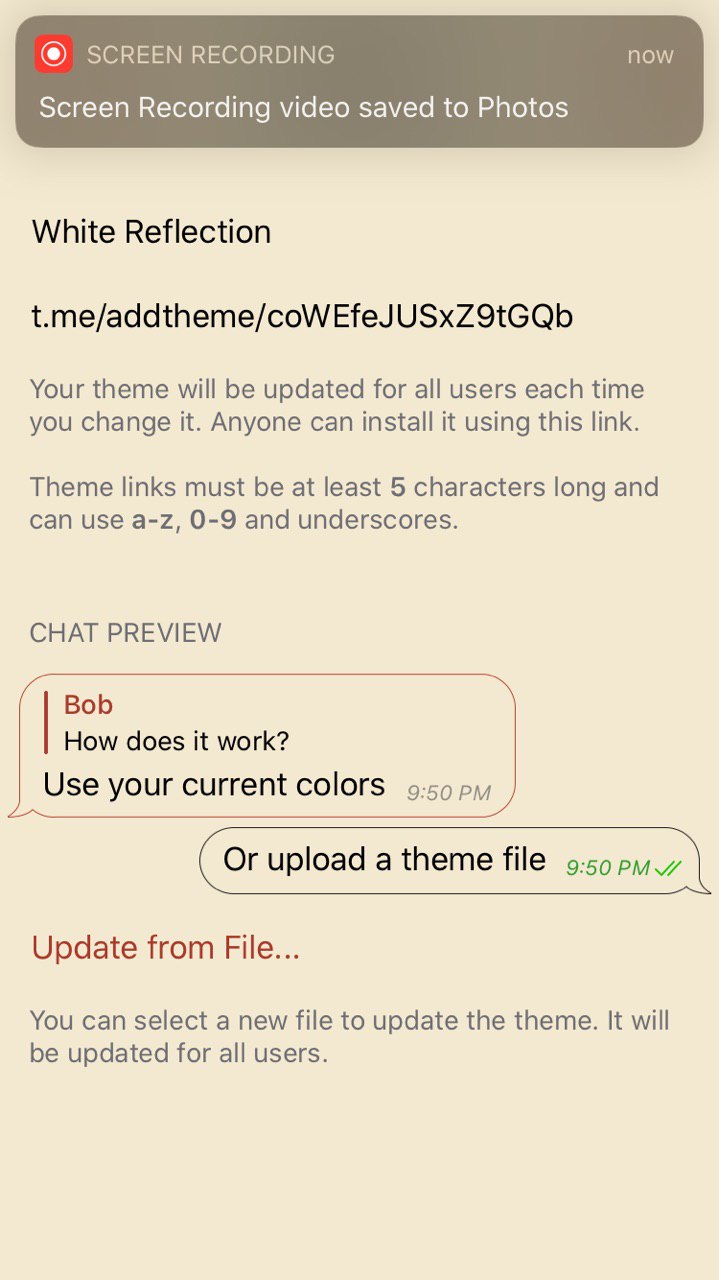 SCREEN RECORDING now
Screen Recording video saved to Photos
White Reflection
t.me/addtheme/coWEfeJUSxZ9tGQb
Your theme will be updated for all users each time
you change it. Anyone can install it using this link.
Theme links must be at least 5 characters long and
can use a-z, 0-9 and underscores.
CHAT PREVIEW
Bob
How does it work?
Use your current colors 9:50 PM
Or upload a theme file 9:50 PM
Update from File...
You can select a new file to update the theme. It will
be updated for all users.